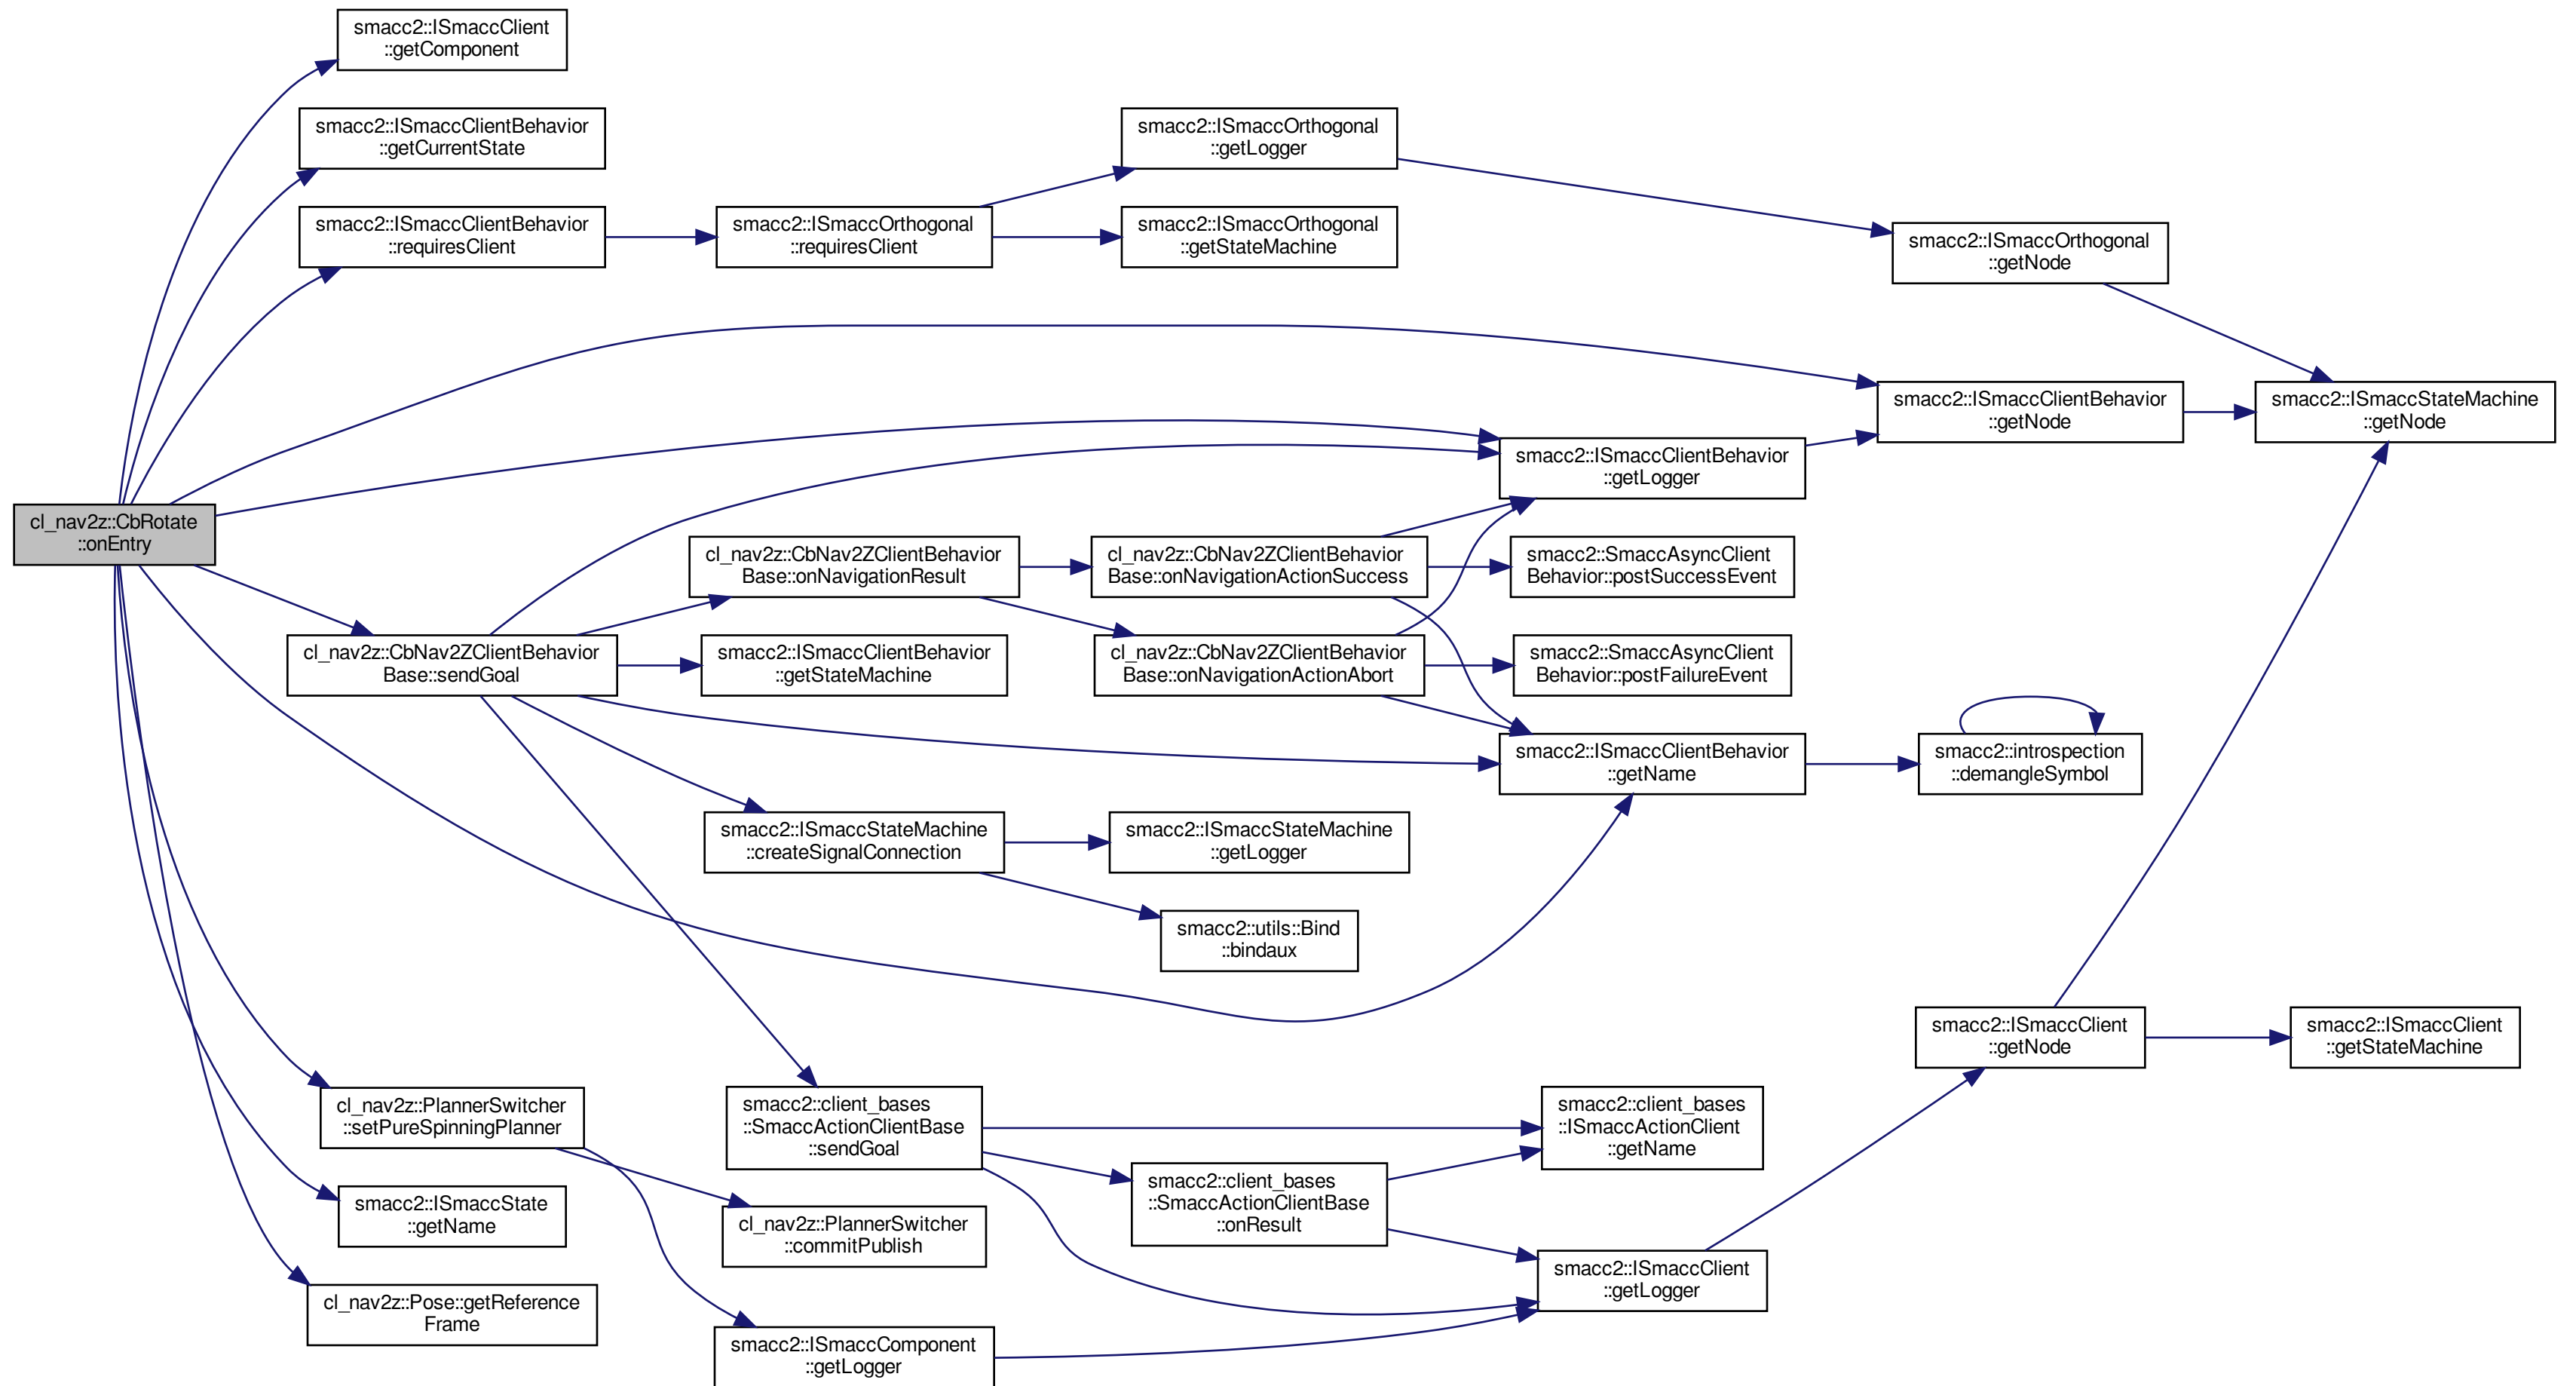 smacc2::ISmaccClient
::getComponent
smacc2::ISmaccClientBehavior
::getCurrentState
smacc2::ISmaccOrthogonal
::getLogger
smacc2::ISmaccClientBehavior
::requiresClient
smacc2::ISmaccOrthogonal
::requiresClient
smacc2::ISmaccOrthogonal
::getStateMachine
smacc2::ISmaccOrthogonal
::getNode
smacc2::ISmaccClientBehavior
::getNode
smacc2::ISmaccStateMachine
::getNode
smacc2::ISmaccClientBehavior
::getLogger
cl_nav2z::CbRotate
::onEntry
cl_nav2z::CbNav2ZClientBehavior
Base::onNavigationResult
cl_nav2z::CbNav2ZClientBehavior
Base::onNavigationActionSuccess
smacc2::SmaccAsyncClient
Behavior::postSuccessEvent
cl_nav2z::CbNav2ZClientBehavior
Base::sendGoal
smacc2::ISmaccClientBehavior
::getStateMachine
cl_nav2z::CbNav2ZClientBehavior
Base::onNavigationActionAbort
smacc2::SmaccAsyncClient
Behavior::postFailureEvent
smacc2::ISmaccClientBehavior
::getName
smacc2::introspection
::demangleSymbol
smacc2::ISmaccStateMachine
::createSignalConnection
smacc2::ISmaccStateMachine
::getLogger
smacc2::utils::Bind
::bindaux
smacc2::ISmaccClient
::getNode
smacc2::ISmaccClient
::getStateMachine
cl_nav2z::PlannerSwitcher
::setPureSpinningPlanner
smacc2::client_bases
::SmaccActionClientBase
::sendGoal
smacc2::client_bases
::ISmaccActionClient
::getName
smacc2::client_bases
::SmaccActionClientBase
::onResult
smacc2::ISmaccState
::getName
cl_nav2z::PlannerSwitcher
::commitPublish
smacc2::ISmaccClient
::getLogger
cl_nav2z::Pose::getReference
Frame
smacc2::ISmaccComponent
::getLogger